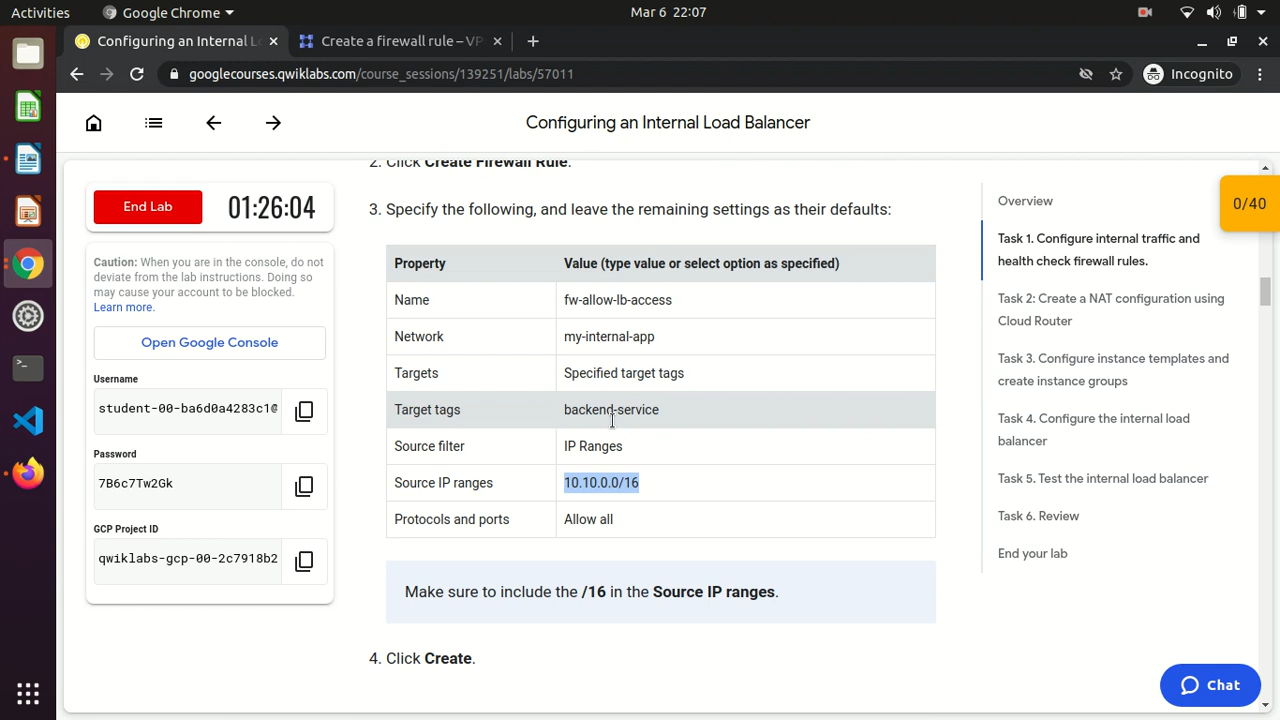 Activities
Google Chrome
Mar 6 22:07
Configuring an Internal L
Create a firewall rule – VP
googlecourses.qwiklabs.com/course_sessions/139251/labs/57011
Incognito
Configuring an Internal Load Balancer
End Lab
01:26:04
Caution: When you are in the console, do not
deviate from the lab instructions. Doing so
may cause your account to be blocked.
Learn more.
Open Google Console
Username
student-00-ba6d0a4283c1@
Password
7B6c7Tw2Gk
GCP Project ID
qwiklabs-gcp-00-2c7918b2
2. Click Create Firewall Rule.
3. Specify the following, and leave the remaining settings as their defaults:
Property Value (type value or select option as specified)
Name fw-allow-lb-access
Network my-internal-app
Targets Specified target tags
Target tags backend-service
Source filter IP Ranges
Source IP ranges 10.10.0.0/16
Protocols and ports Allow all
Make sure to include the /16 in the Source IP ranges.
4. Click Create.
Overview
Task 1. Configure internal traffic and
health check firewall rules.
Task 2: Create a NAT configuration using
Cloud Router
Task 3. Configure instance templates and
create instance groups
Task 4. Configure the internal load
balancer
Task 5. Test the internal load balancer
Task 6. Review
End your lab
0/40
Chat